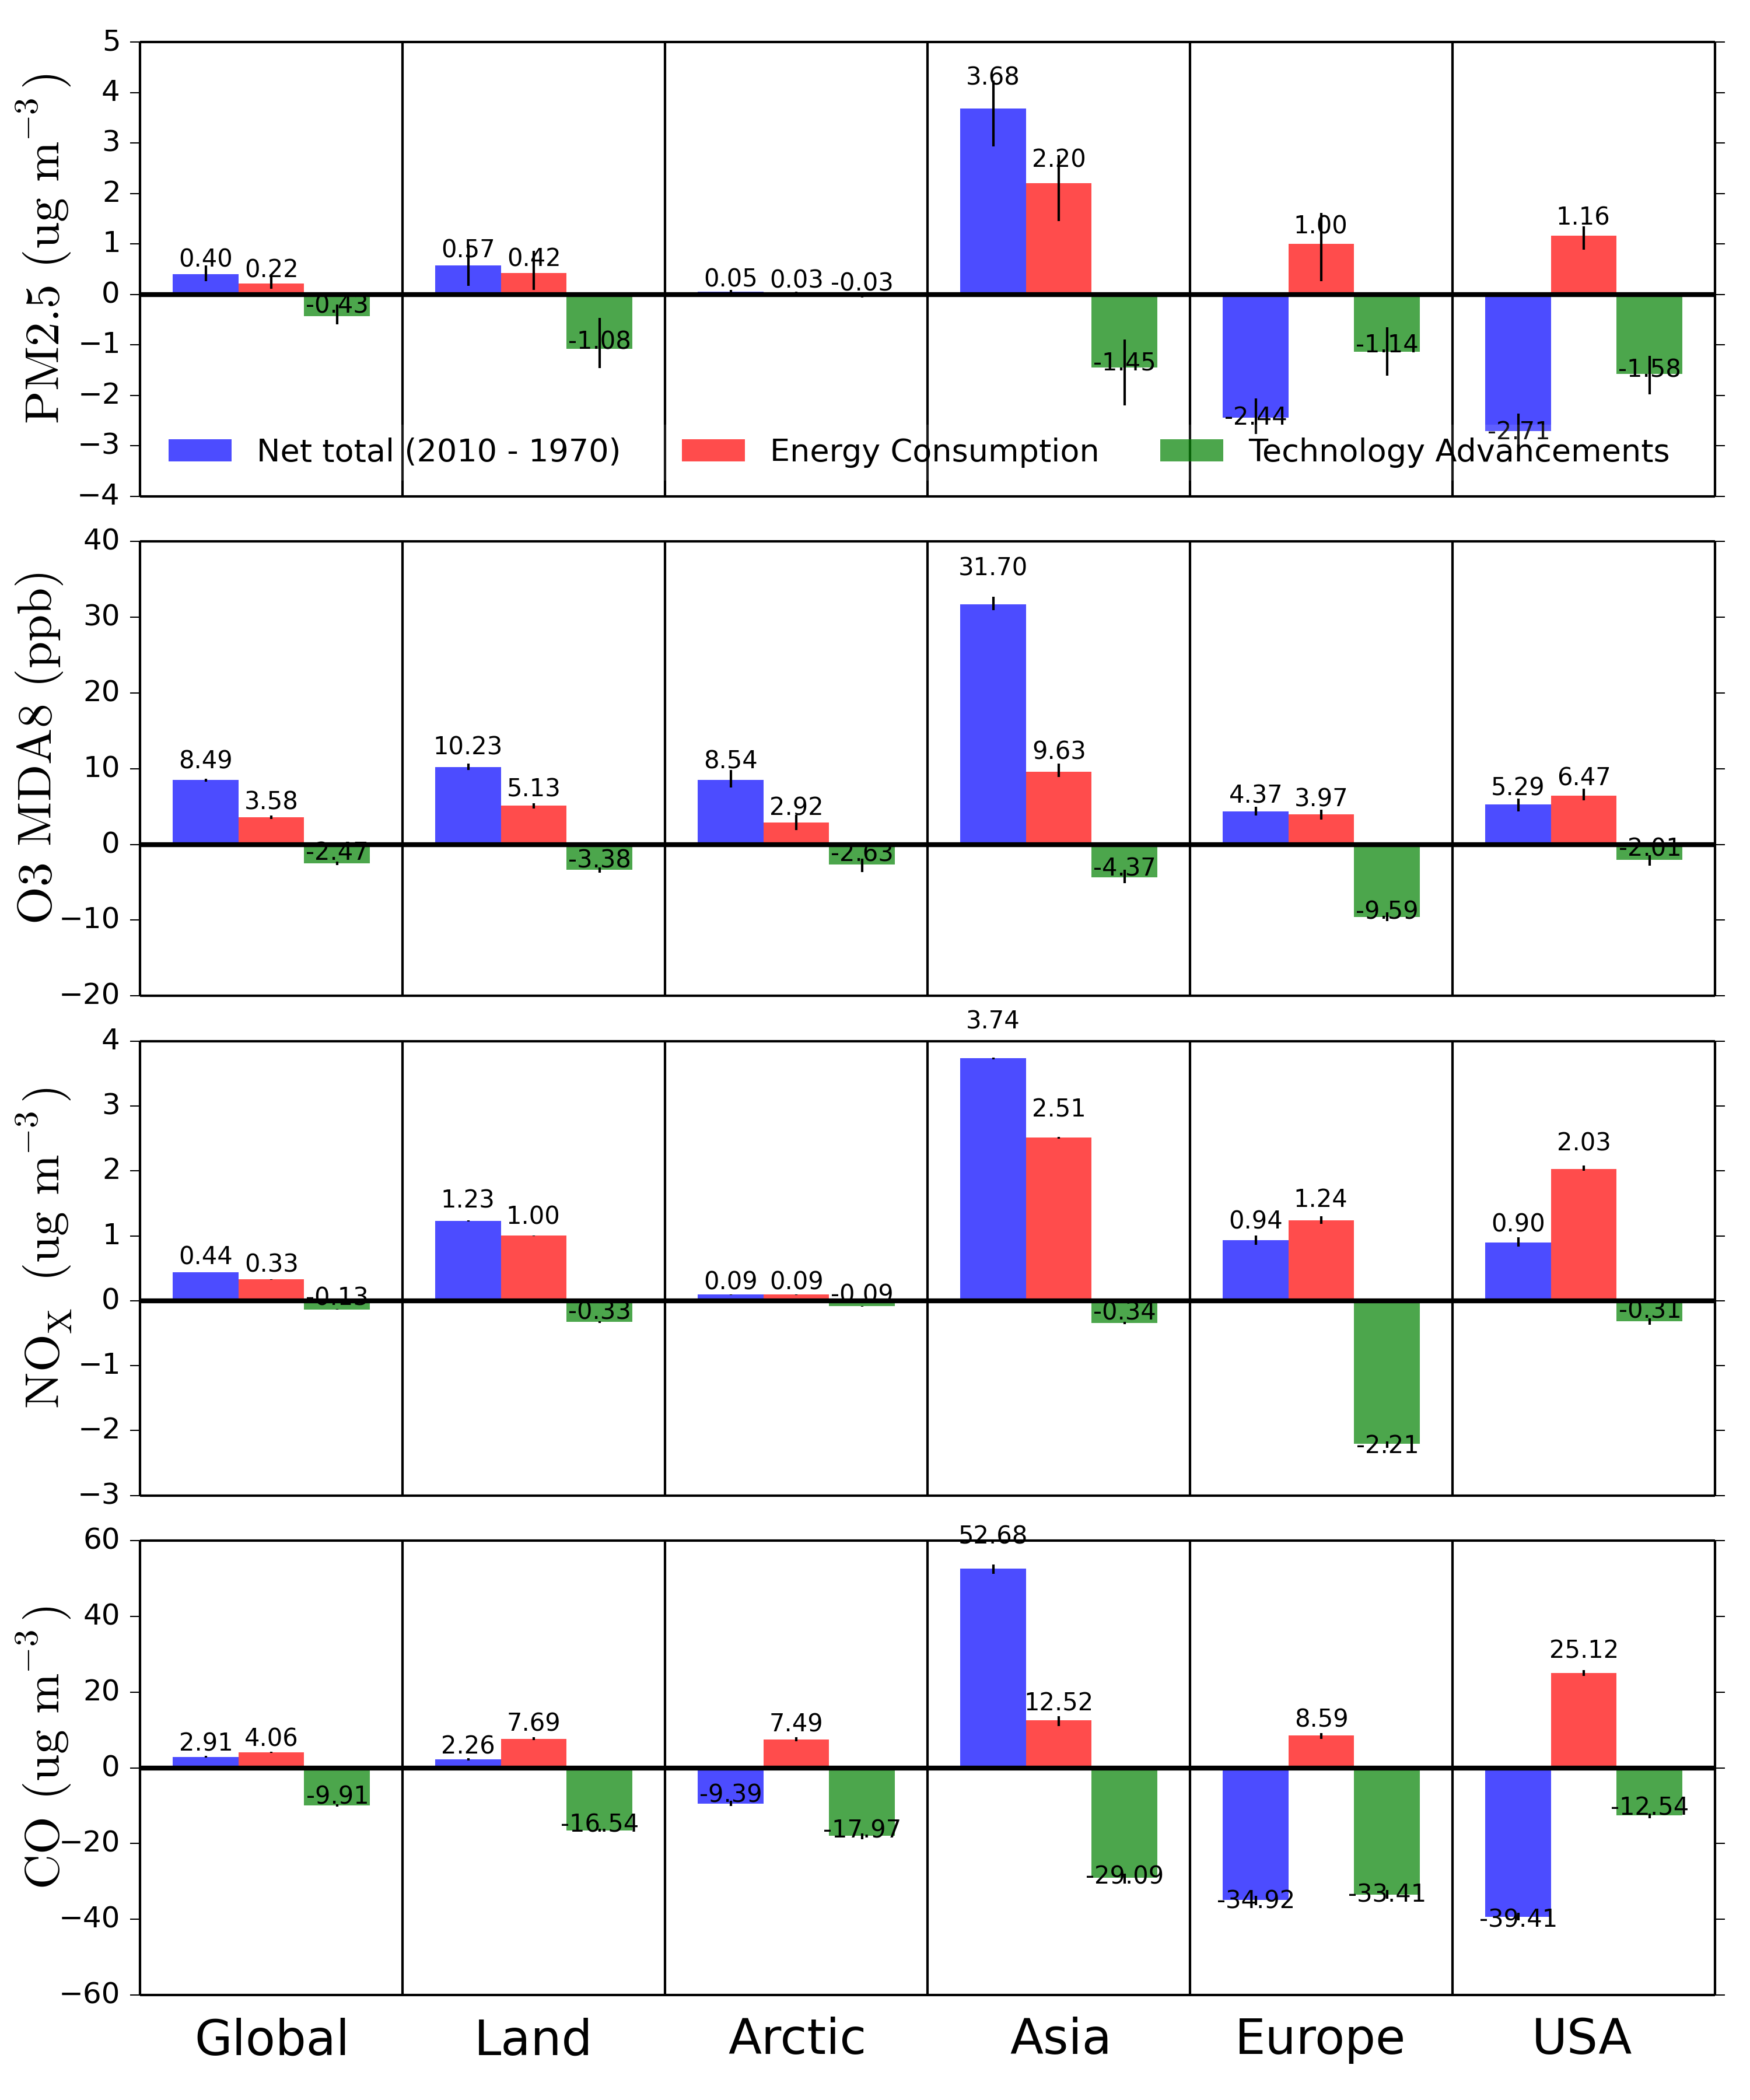 PM2.5 (ug m−3)
5
4
3
2
1
0
−1
−2
−3
−4
0.40 0.22 -0.43
0.57 0.42 -1.08
0.05 0.03 -0.03
3.68 2.20 -1.45
-2.44 1.00 -1.14
-2.71 1.16 -1.58
Net total (2010 - 1970) Energy Consumption Technology Advancements
O3 MDA8 (ppb)
40
30
20
10
0
−10
−20
8.49 3.58 -2.47
10.23 5.13 -3.38
8.54 2.92 -2.63
31.70 9.63 -4.37
4.37 3.97 -9.59
5.29 6.47 -2.01
NOX (ug m−3)
4
3
2
1
0
−1
−2
−3
0.44 0.33 -0.13
1.23 1.00 -0.33
0.09 0.09 -0.09
3.74 2.51 -0.34
0.94 1.24 -2.21
0.90 2.03 -0.31
CO (ug m−3)
60
40
20
0
−20
−40
−60
2.91 4.06 -9.91
2.26 7.69 -16.54
-9.39 7.49 -17.97
52.68 12.52 -29.09
-34.92 8.59 -33.41
-39.41 25.12 -12.54
Global Land Arctic Asia Europe USA